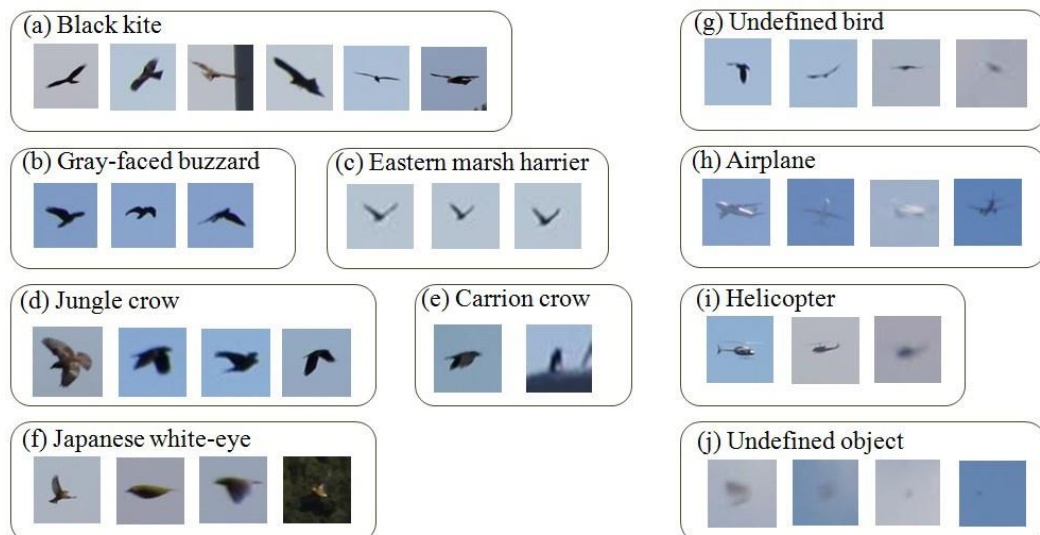 (a) Black kite
(g) Undefined bird
(b) Gray-faced buzzard
(c) Eastern marsh harrier
(h) Airplane
(d) Jungle crow
(e) Carrion crow
(i) Helicopter
(f) Japanese white-eye
(j) Undefined object